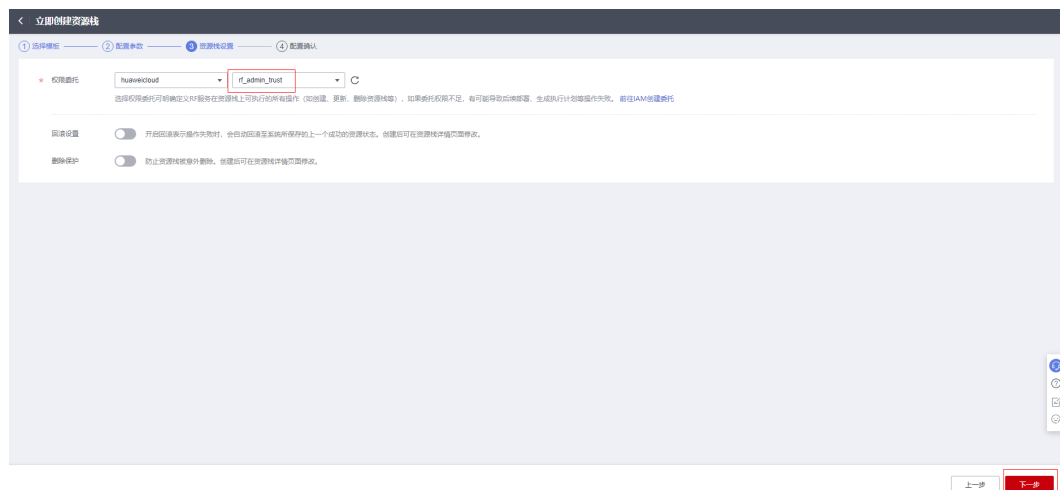 < 立即创建资源栈
1 选择模板 2 配置参数 3 资源栈设置 4 配置确认
* 权限委托 huaweicloud rf_admin_trust
选择权限委托可明确定义RF服务在资源栈上可执行的所有操作（如创建、更新、删除资源栈等），如果委托权限不足，有可能导致后续部署、生成执行计划等操作失败。 前往IAM创建委托
回滚设置 开启回滚表示操作失败时，会自动回滚至系统所保存的上一个成功的资源状态。创建后可在资源栈详情页面修改。
删除保护 防止资源栈被意外删除。创建后可在资源栈详情页面修改。
上一步 下一步